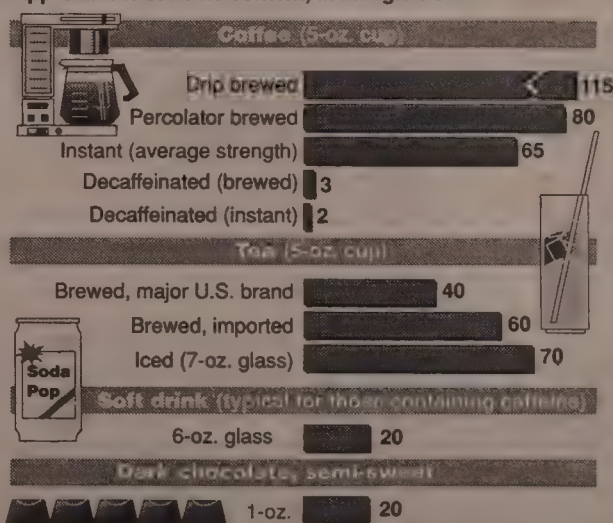 Coffee (5-oz. cup)
Drip brewed 115
Percolator brewed 80
Instant (average strength) 65
Decaffeinated (brewed) 3
Decaffeinated (instant) 2
Tea (5-oz. cup)
Brewed, major U.S. brand 40
Brewed, imported 60
Iced (7-oz. glass) 70
Soda
Pop
Soft drink (typical for those containing caffeine)
6-oz. glass 20
Dark chocolate, semi-sweet
1-oz. 20